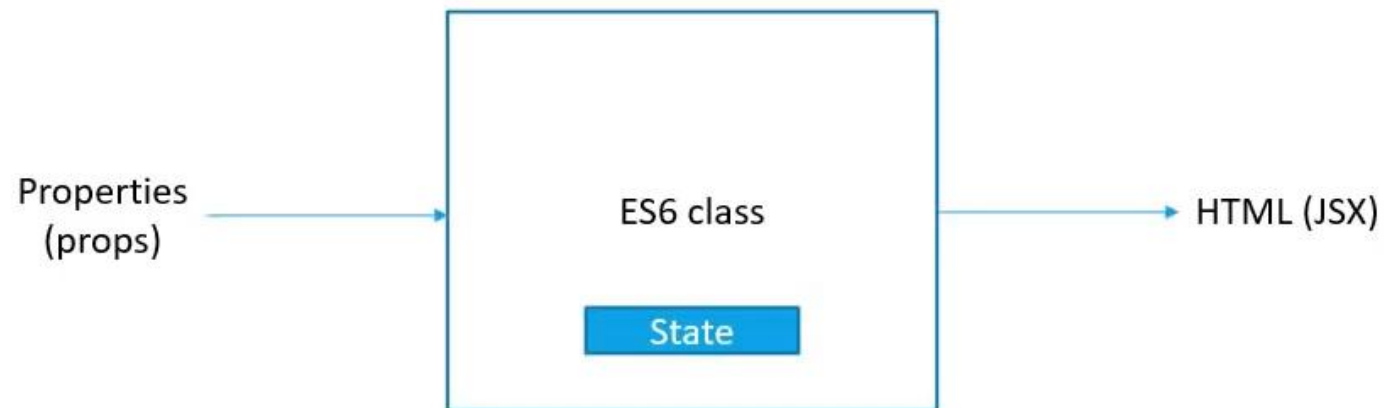 Properties
(props)
ES6 class
State
HTML (JSX)